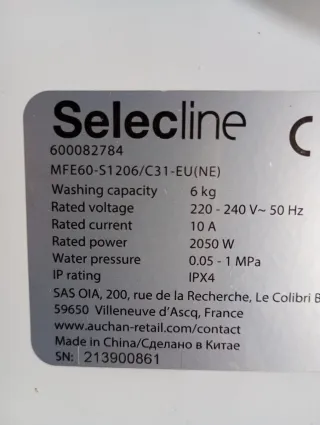 Selecline
600082784
MFE60-S1206/C31-EU(NE)
Washing capacity 6 kg
Rated voltage 220 - 240 V~ 50 Hz
Rated current 10 A
Rated power 2050 W
Water pressure 0.05 - 1 MPa
IP rating IPX4
SAS OIA, 200, rue de la Recherche, Le Colibri B
59650 Villeneuve d'Ascq, France
www.auchan-retail.com/contact
Made in China/Сделано в Китае
SN: 213900861